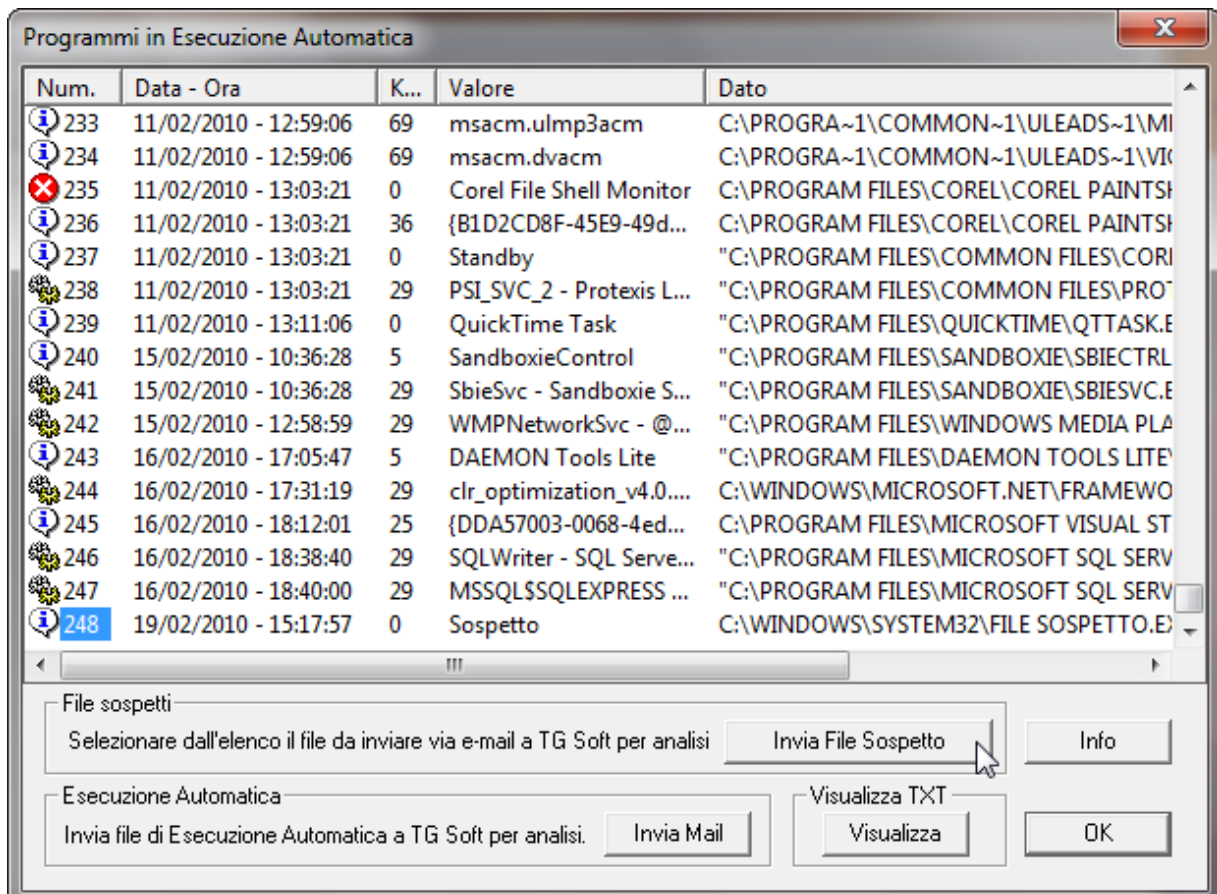 Programmi in Esecuzione Automatica
Num. Data - Ora K... Valore Dato
233 11/02/2010 - 12:59:06 69 msacm.ulmp3acm C:\PROGRA~1\COMMON~1\ULEADS~1\MI
234 11/02/2010 - 12:59:06 69 msacm.dvacm C:\PROGRA~1\COMMON~1\ULEADS~1\VI
235 11/02/2010 - 13:03:21 0 Corel File Shell Monitor C:\PROGRAM FILES\COREL\COREL PAINTSH
236 11/02/2010 - 13:03:21 36 {B1D2CD8F-45E9-49d... C:\PROGRAM FILES\COREL\COREL PAINTSH
237 11/02/2010 - 13:03:21 0 Standby "C:\PROGRAM FILES\COMMON FILES\COR
238 11/02/2010 - 13:03:21 29 PSI_SVC_2 - Protexis L... "C:\PROGRAM FILES\COMMON FILES\PROT
239 11/02/2010 - 13:11:06 0 QuickTime Task "C:\PROGRAM FILES\QUICKTIME\QTTASK.E
240 15/02/2010 - 10:36:28 5 SandboxieControl "C:\PROGRAM FILES\SANDBOXIE\SBIECTRL
241 15/02/2010 - 10:36:28 29 SbieSvc - Sandboxie S... "C:\PROGRAM FILES\SANDBOXIE\SBIESVC.E
242 15/02/2010 - 12:58:59 29 WMPNetworkSvc - @... "C:\PROGRAM FILES\WINDOWS MEDIA PLA
243 16/02/2010 - 17:05:47 5 DAEMON Tools Lite "C:\PROGRAM FILES\DAEMON TOOLS LITE\
244 16/02/2010 - 17:31:19 29 clr_optimization_v4.0.... C:\WINDOWS\MICROSOFT.NET\FRAMEWO
245 16/02/2010 - 18:12:01 25 {DDA57003-0068-4ed... C:\PROGRAM FILES\MICROSOFT VISUAL ST
246 16/02/2010 - 18:38:40 29 SQLWriter - SQL Serve... "C:\PROGRAM FILES\MICROSOFT SQL SERV
247 16/02/2010 - 18:40:00 29 MSSQL$SQLEXPRESS ... "C:\PROGRAM FILES\MICROSOFT SQL SERV
248 19/02/2010 - 15:17:57 0 Sospetto C:\WINDOWS\SYSTEM32\FILE SOSPETTO.EX
File sospetti
Selezionare dall'elenco il file da inviare via e-mail a TG Soft per analisi Invia File Sospetto Info
Esecuzione Automatica Visualizza TXT
Invia file di Esecuzione Automatica a TG Soft per analisi. Invia Mail Visualizza OK